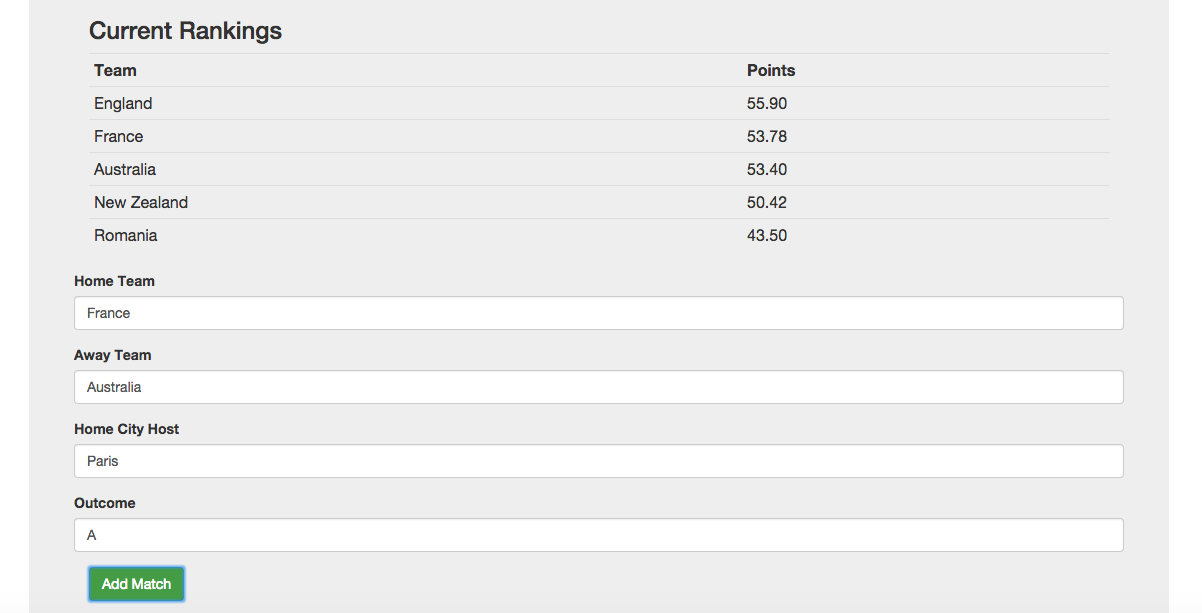 Current Rankings
Team Points
England 55.90
France 53.78
Australia 53.40
New Zealand 50.42
Romania 43.50
Home Team
France
Away Team
Australia
Home City Host
Paris
Outcome
A
Add Match